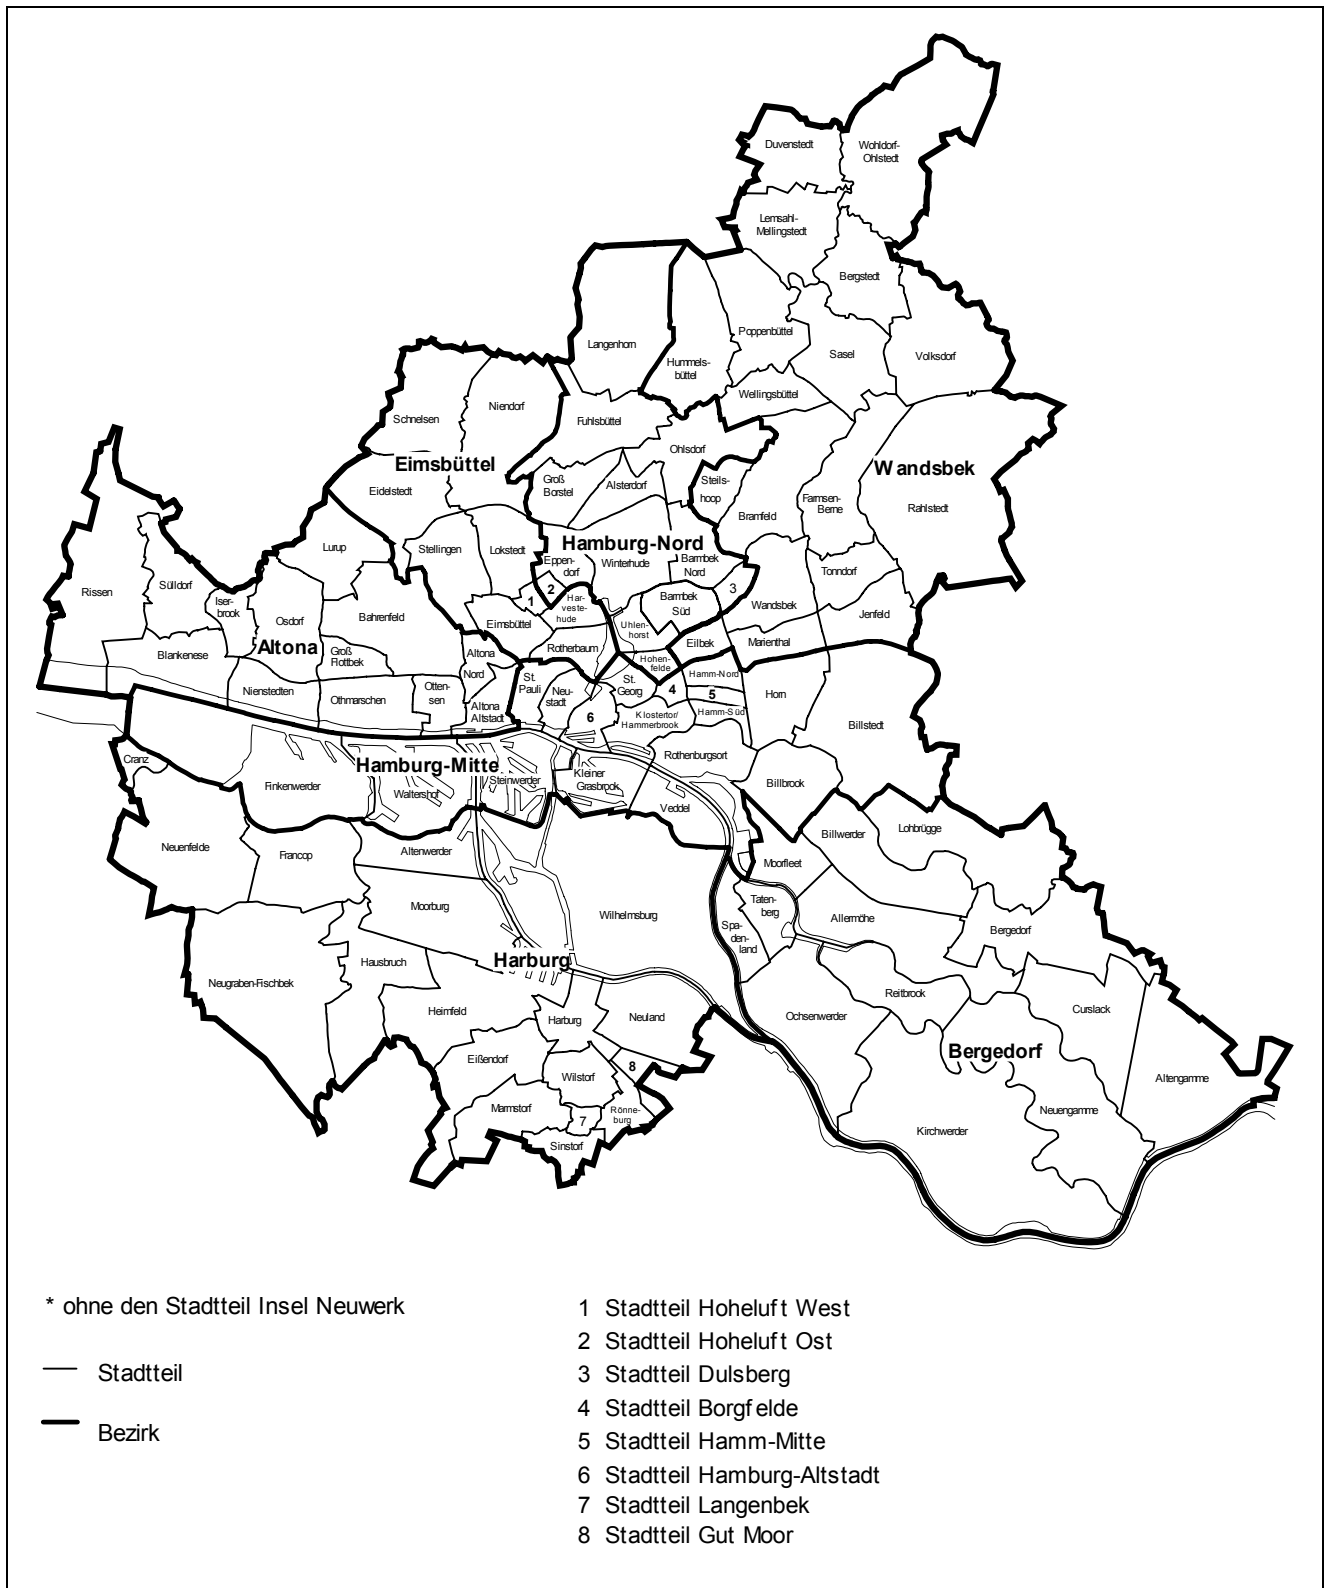 Duvenstedt
Wohldorf-
Ohlstedt
Lemsahl-
Mellingstedt
Bergstedt
Langenhorn
Poppenbüttel
Sasel
Volksdorf
Hummels-
büttel
Wellingsbüttel
Niendorf
Schnelsen
Fuhlsbüttel
Ohlsdorf
Eimsbüttel
Wandsbek
Eidelstedt
Groß
Borstel
Alsterdorf
Steils-
hoop
Bramfeld
Farmsen-
Berne
Rahlstedt
Lurup
Stellingen
Lokstedt
Hamburg-Nord
Eppen-
dorf
Winterhude
Barmbek
Nord
Tonndorf
Rissen
Sülldorf
Iser-
brook
Osdorf
Bahrenfeld
1
2
3
Har-
veste-
hude
Barmbek
Süd
Wandsbek
Jenfeld
Eimsbüttel
Uhlen-
horst
Eilbek
Marienthal
Blankenese
Altona
Groß
Flottbek
Altona
Nord
Rotherbaum
Hohen-
felde
Nienstedten
Othmarschen
Otten-
sen
Altona
Altstadt
St.
Pauli
Neu-
stadt
St.
Georg
4
Hamm-Nord
5
Hamm-Süd
Horn
Billstedt
6
Klostertor/
Hammerbrook
Rothenburgsort
Cranz
Finkenwerder
Hamburg-Mitte
Waltershof
Steinwerder
Kleiner
Grasbrook
Veddel
Billbrook
Neuenfelde
Francop
Altenwerder
Billwerder
Lohbrügge
Moorfleet
Moorburg
Wilhelmsburg
Taten-
berg
Spa-
den-
land
Allermöhe
Bergedorf
Neugraben-Fischbek
Hausbruch
Harburg
Heimfeld
Harburg
Neuland
Ochsenwerder
Reitbrook
Curslack
Bergedorf
Eißendorf
Wilstorf
8
Altengamme
Marmstorf
7
Rönne-
burg
Sinstorf
Neuengamme
Kirchwerder
* ohne den Stadtteil Insel Neuwerk
Stadtteil
Bezirk
1 Stadtteil Hoheluft West
2 Stadtteil Hoheluft Ost
3 Stadtteil Dulsberg
4 Stadtteil Borgfelde
5 Stadtteil Hamm-Mitte
6 Stadtteil Hamburg-Altstadt
7 Stadtteil Langenbek
8 Stadtteil Gut Moor